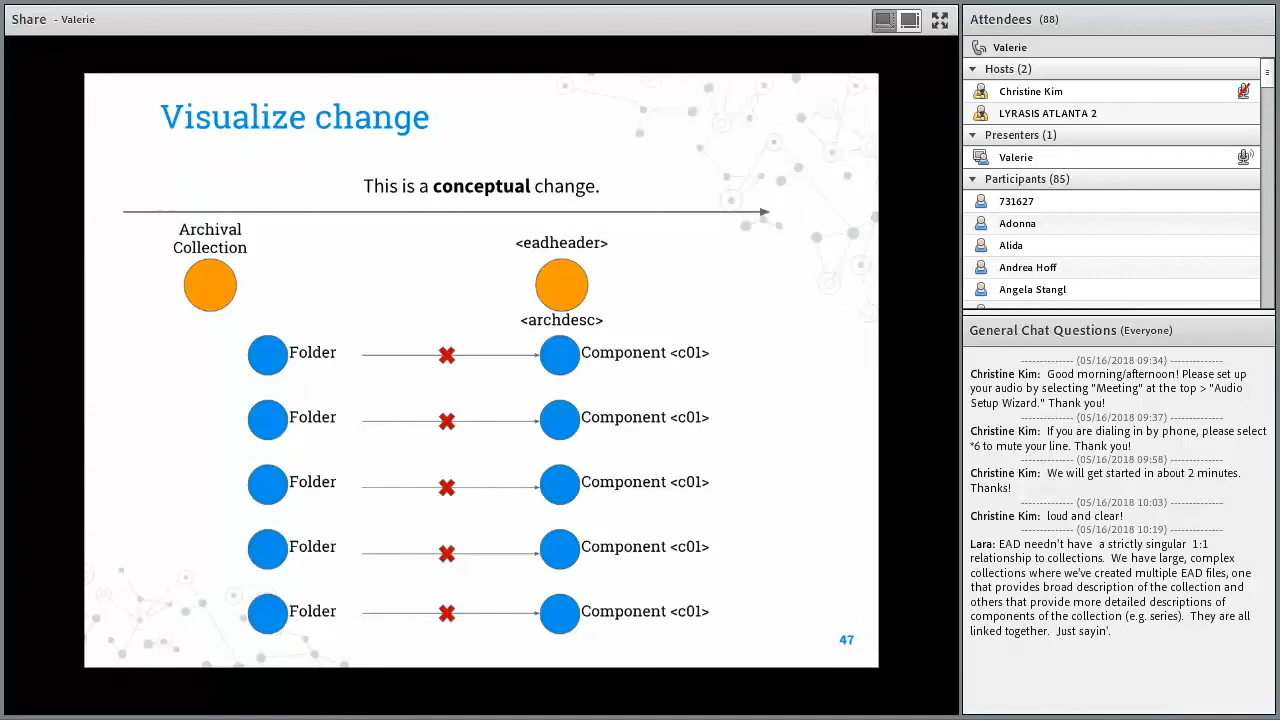 Share - Valerie
Visualize change
This is a conceptual change.
Archival
Collection
<eadheader>
<archdesc>
Folder
Component <c01>
Folder
Component <c01>
Folder
Component <c01>
Folder
Component <c01>
Folder
Component <c01>
47
Attendees (88)
Valerie
Hosts (2)
Christine Kim
LYRASIS ATLANTA 2
Presenters (1)
Valerie
Participants (85)
731627
Adonna
Alida
Andrea Hoff
Angela Stangl
General Chat Questions (Everyone)
------------- (05/16/2018 09:34) -------------
Christine Kim: Good morning/afternoon! Please set up
your audio by selecting "Meeting" at the top > "Audio
Setup Wizard." Thank you!
------------- (05/16/2018 09:37) -------------
Christine Kim: If you are dialing in by phone, please select
*6 to mute your line. Thank you!
------------- (05/16/2018 09:58) -------------
Christine Kim: We will get started in about 2 minutes.
Thanks!
------------- (05/16/2018 10:03) -------------
Christine Kim: loud and clear!
------------- (05/16/2018 10:19) -------------
Lara: EAD needn't have a strictly singular 1:1
relationship to collections. We have large, complex
collections where we've created multiple EAD files, one
that provides broad description of the collection and
others that provide more detailed descriptions of
components of the collection (e.g. series). They are all
linked together. Just sayin'.